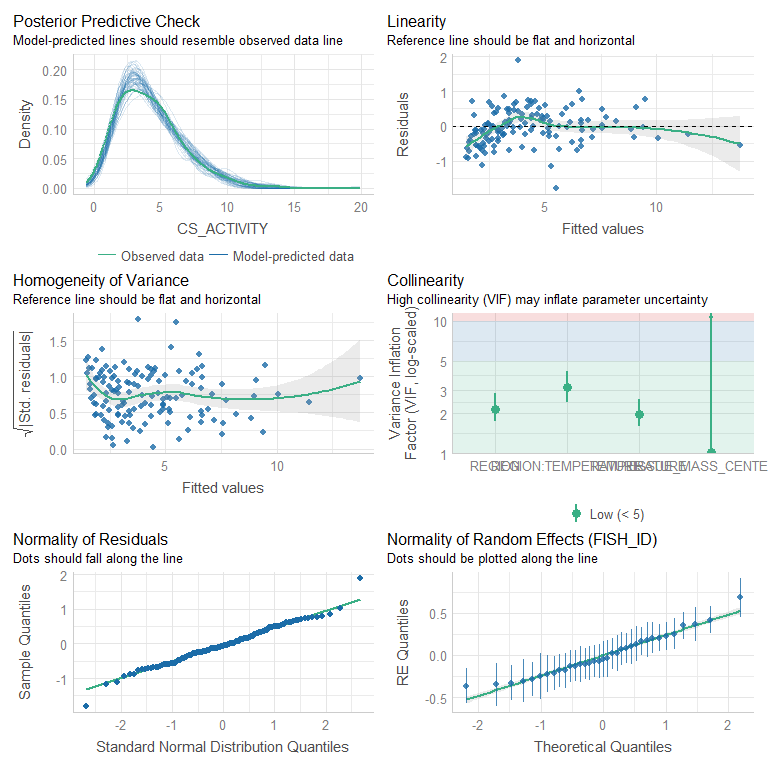 Posterior Predictive Check
Model-predicted lines should resemble observed data line
Density
0.20
0.15
0.10
0.05
0.00
0
5
10
15
20
CS_ACTIVITY
Observed data
Model-predicted data
Linearity
Reference line should be flat and horizontal
Residuals
2
1
0
-1
5
10
Fitted values
Homogeneity of Variance
Reference line should be flat and horizontal
√|Std. residuals|
1.5
1.0
0.5
0.0
5
10
Fitted values
Collinearity
High collinearity (VIF) may inflate parameter uncertainty
Variance Inflation
Factor (VIF, log-scaled)
10
5
3
2
1
REGION
REGION:TEMPERATURE
MASS_CENTE
Low (< 5)
Normality of Residuals
Dots should fall along the line
Sample Quantiles
2
1
0
-1
-2
-1
0
1
2
Standard Normal Distribution Quantiles
Normality of Random Effects (FISH_ID)
Dots should be plotted along the line
RE Quantiles
0.5
0.0
-0.5
-2
-1
0
1
2
Theoretical Quantiles